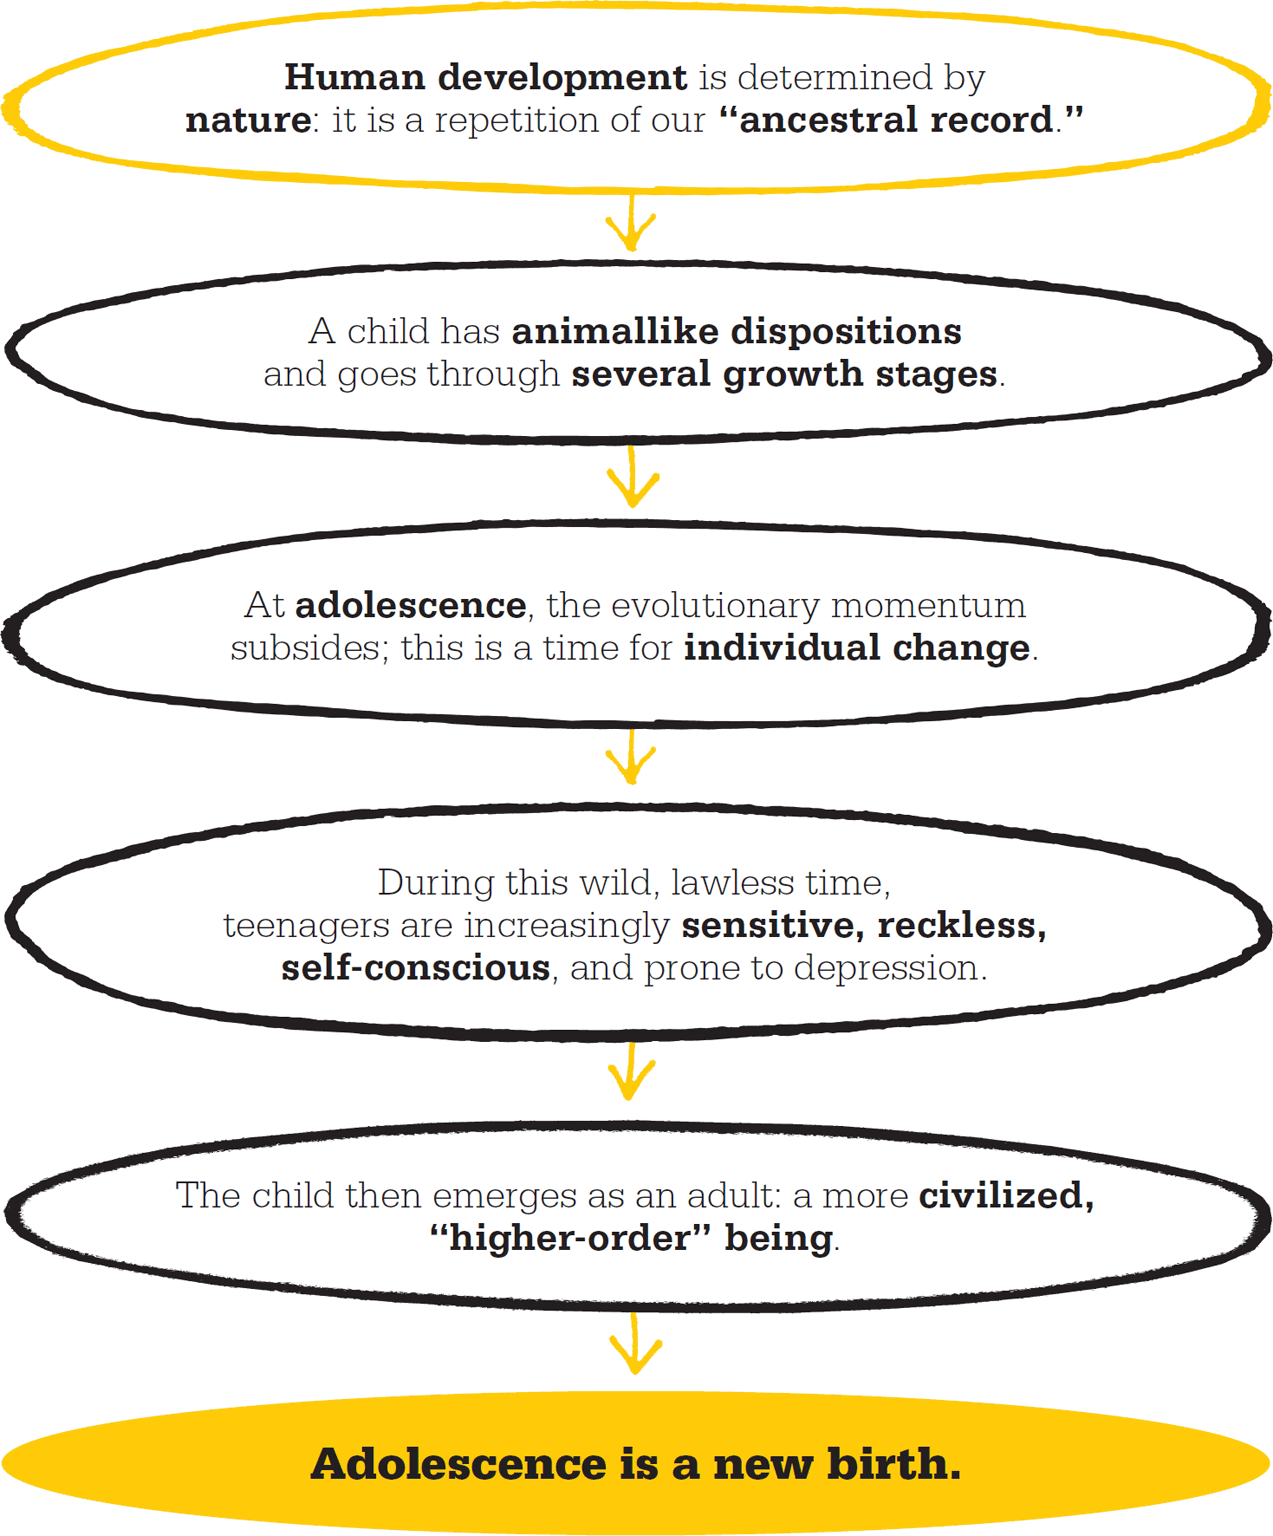 Human development is determined by
nature: it is a repetition of our “ancestral record.”
A child has animallike dispositions
and goes through several growth stages.
At adolescence, the evolutionary momentum
subsides; this is a time for individual change.
During this wild, lawless time,
teenagers are increasingly sensitive, reckless,
self-conscious, and prone to depression.
The child then emerges as an adult: a more civilized,
“higher-order” being.
Adolescence is a new birth.